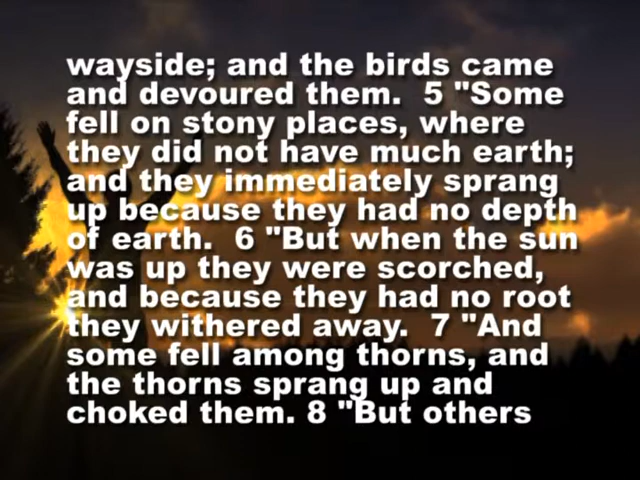 wayside; and the birds came
and devoured them.  5 "Some
fell on stony places, where
they did not have much earth;
and they immediately sprang
up because they had no depth
of earth.  6 "But when the sun
was up they were scorched,
and because they had no root
they withered away.  7 "And
some fell among thorns, and
the thorns sprang up and
choked them. 8 "But others